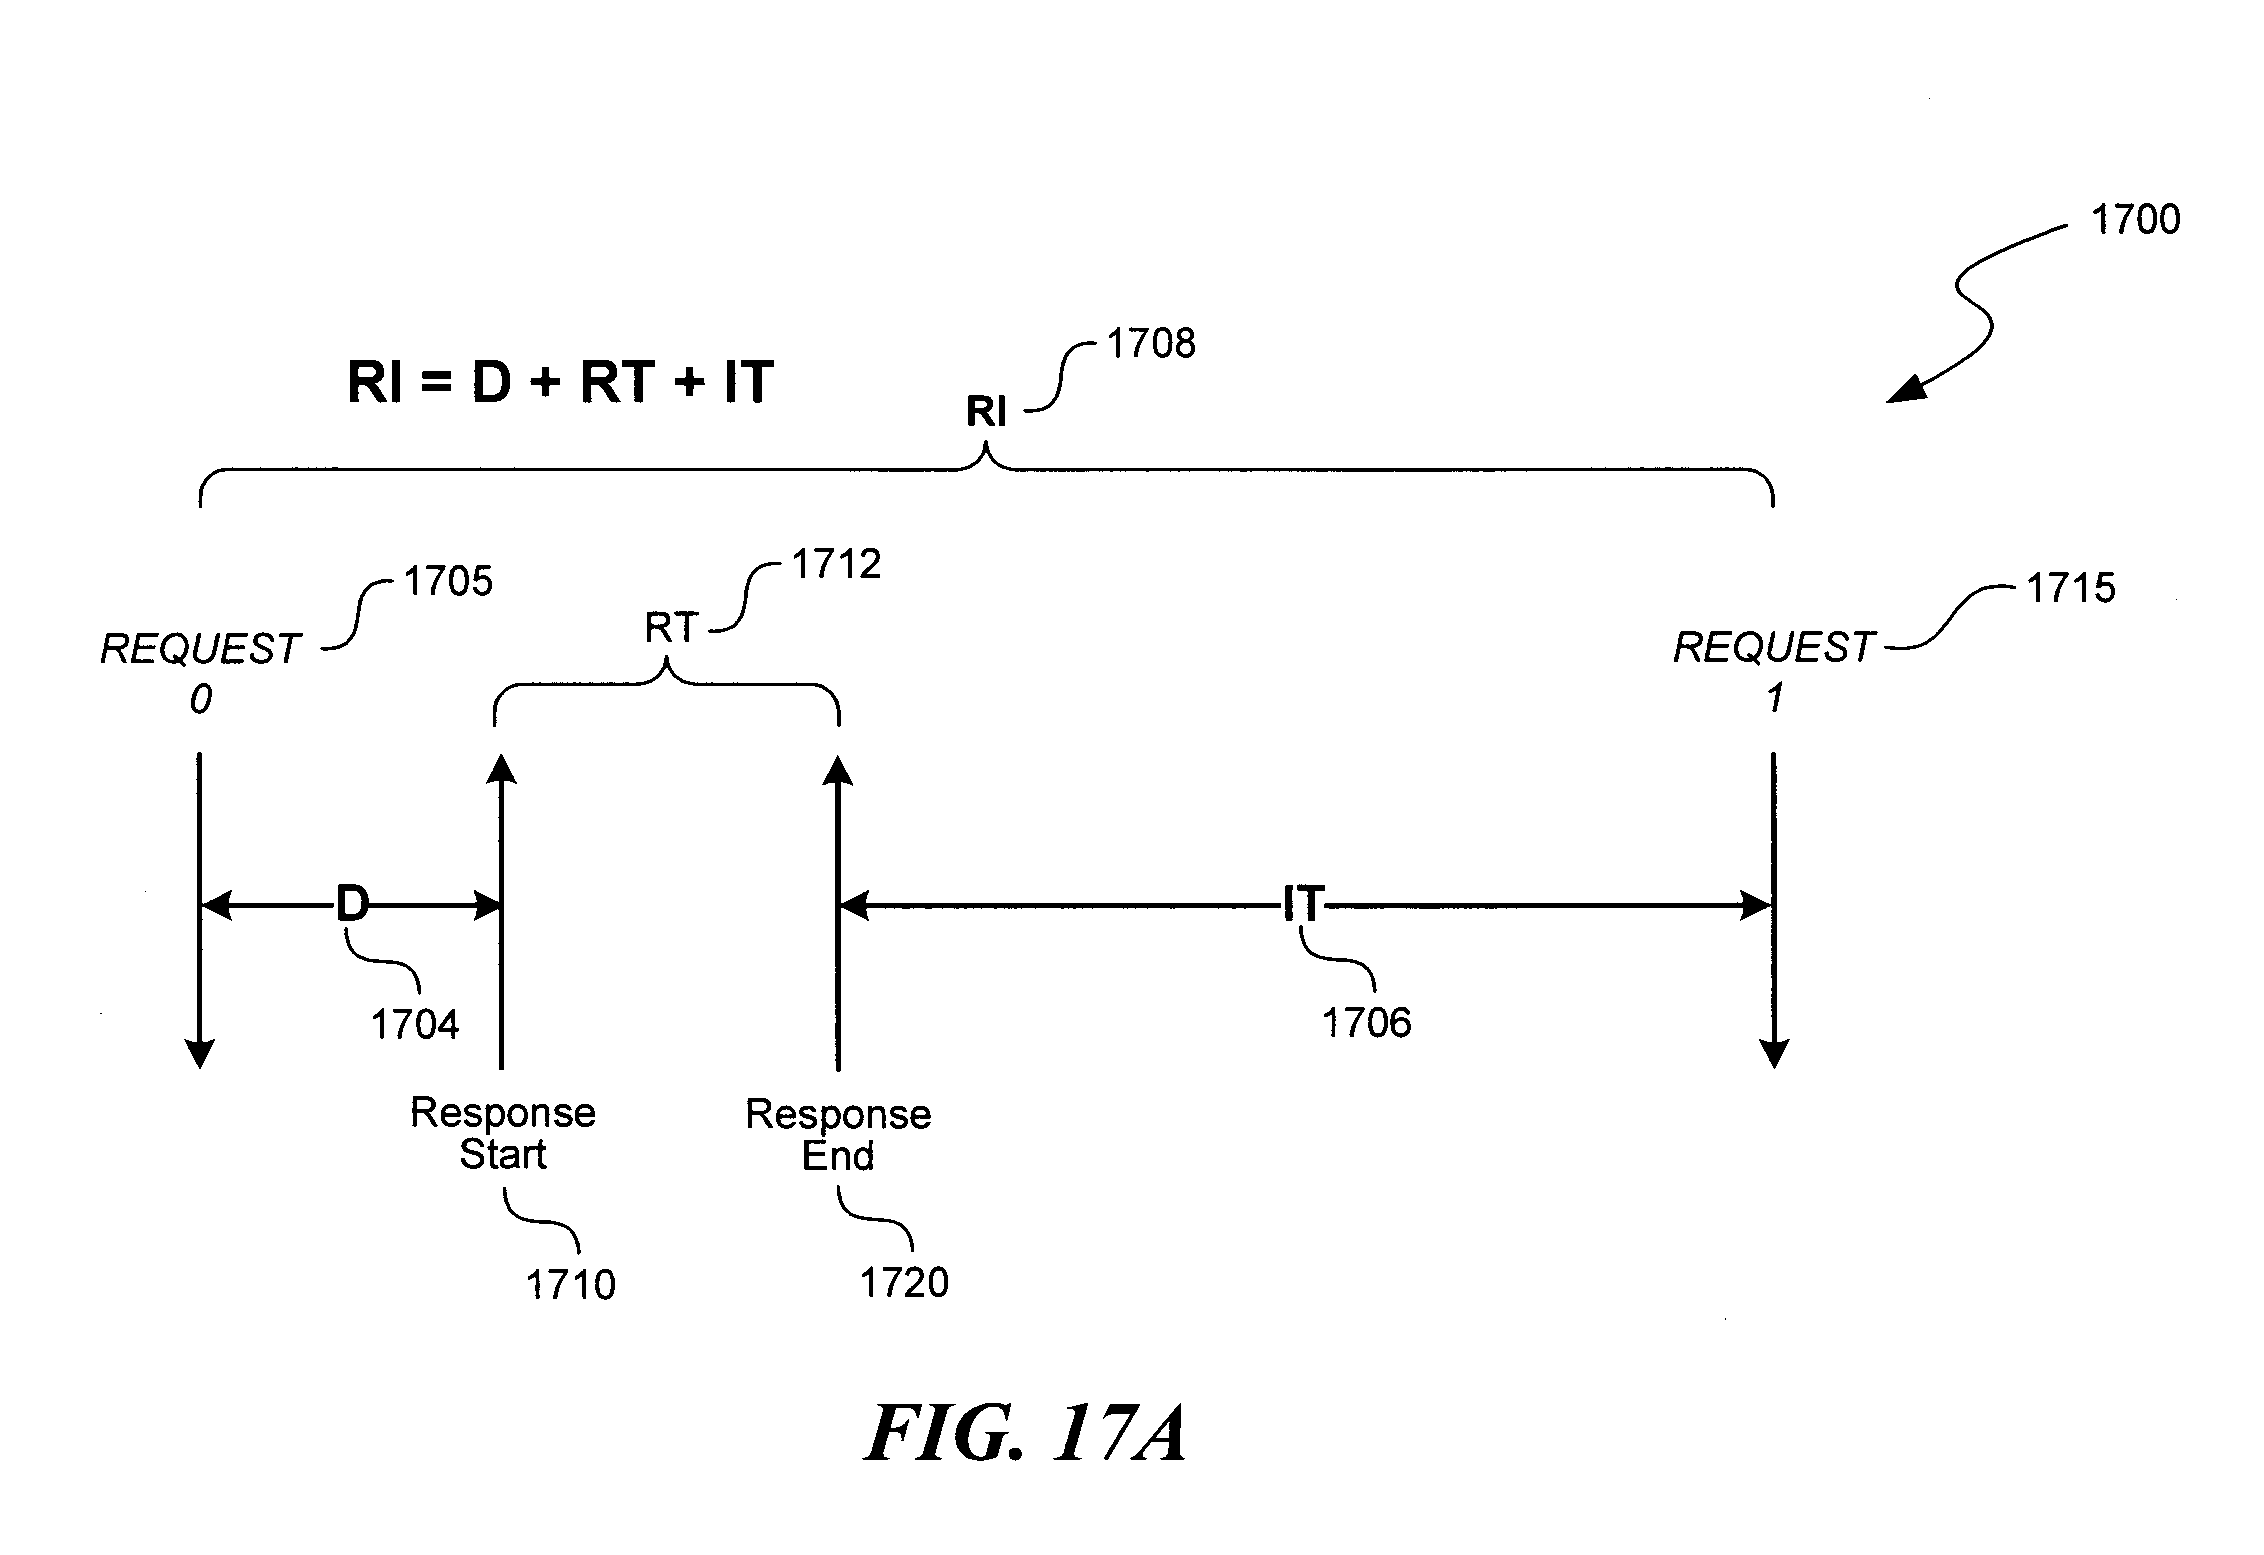 1700
1708
RI = D + RT + IT
RI
1712
1705
1715
RT
REQUEST
0
REQUEST
1
D
IT
1704
1706
Response
Start
Response
End
1710
1720
FIG. 17A